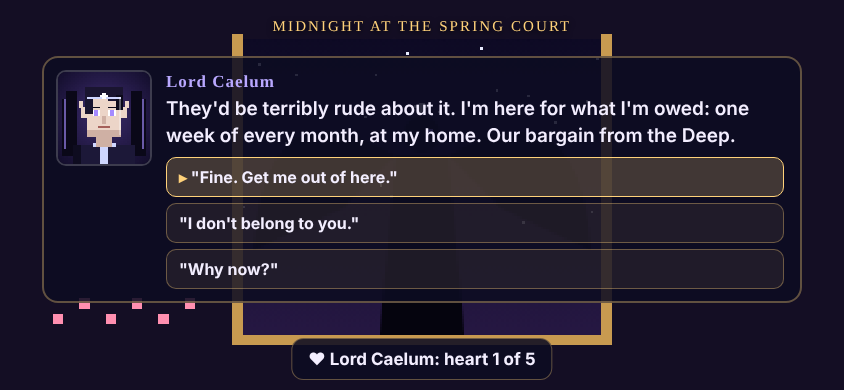 MIDNIGHT AT THE SPRING COURT
Lord Caelum
They'd be terribly rude about it. I'm here for what I'm owed: one
week of every month, at my home. Our bargain from the Deep.
▸ "Fine. Get me out of here."
"I don't belong to you."
"Why now?"
♥ Lord Caelum: heart 1 of 5